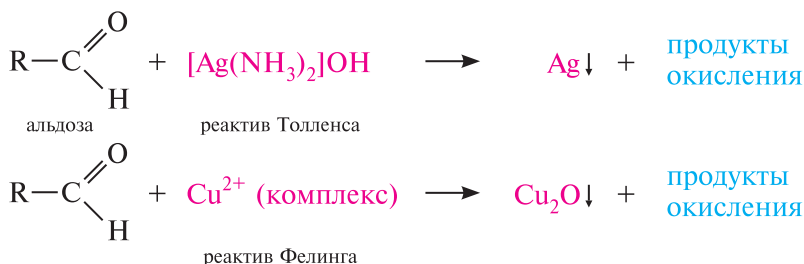 R—C(=O)—H + [Ag(NH₃)₂]OH ⟶ Ag↓ + продукты окисления
альдоза реактив Толленса
R—C(=O)—H + Cu²⁺ (комплекс) ⟶ Cu₂O↓ + продукты окисления
реактив Фелинга